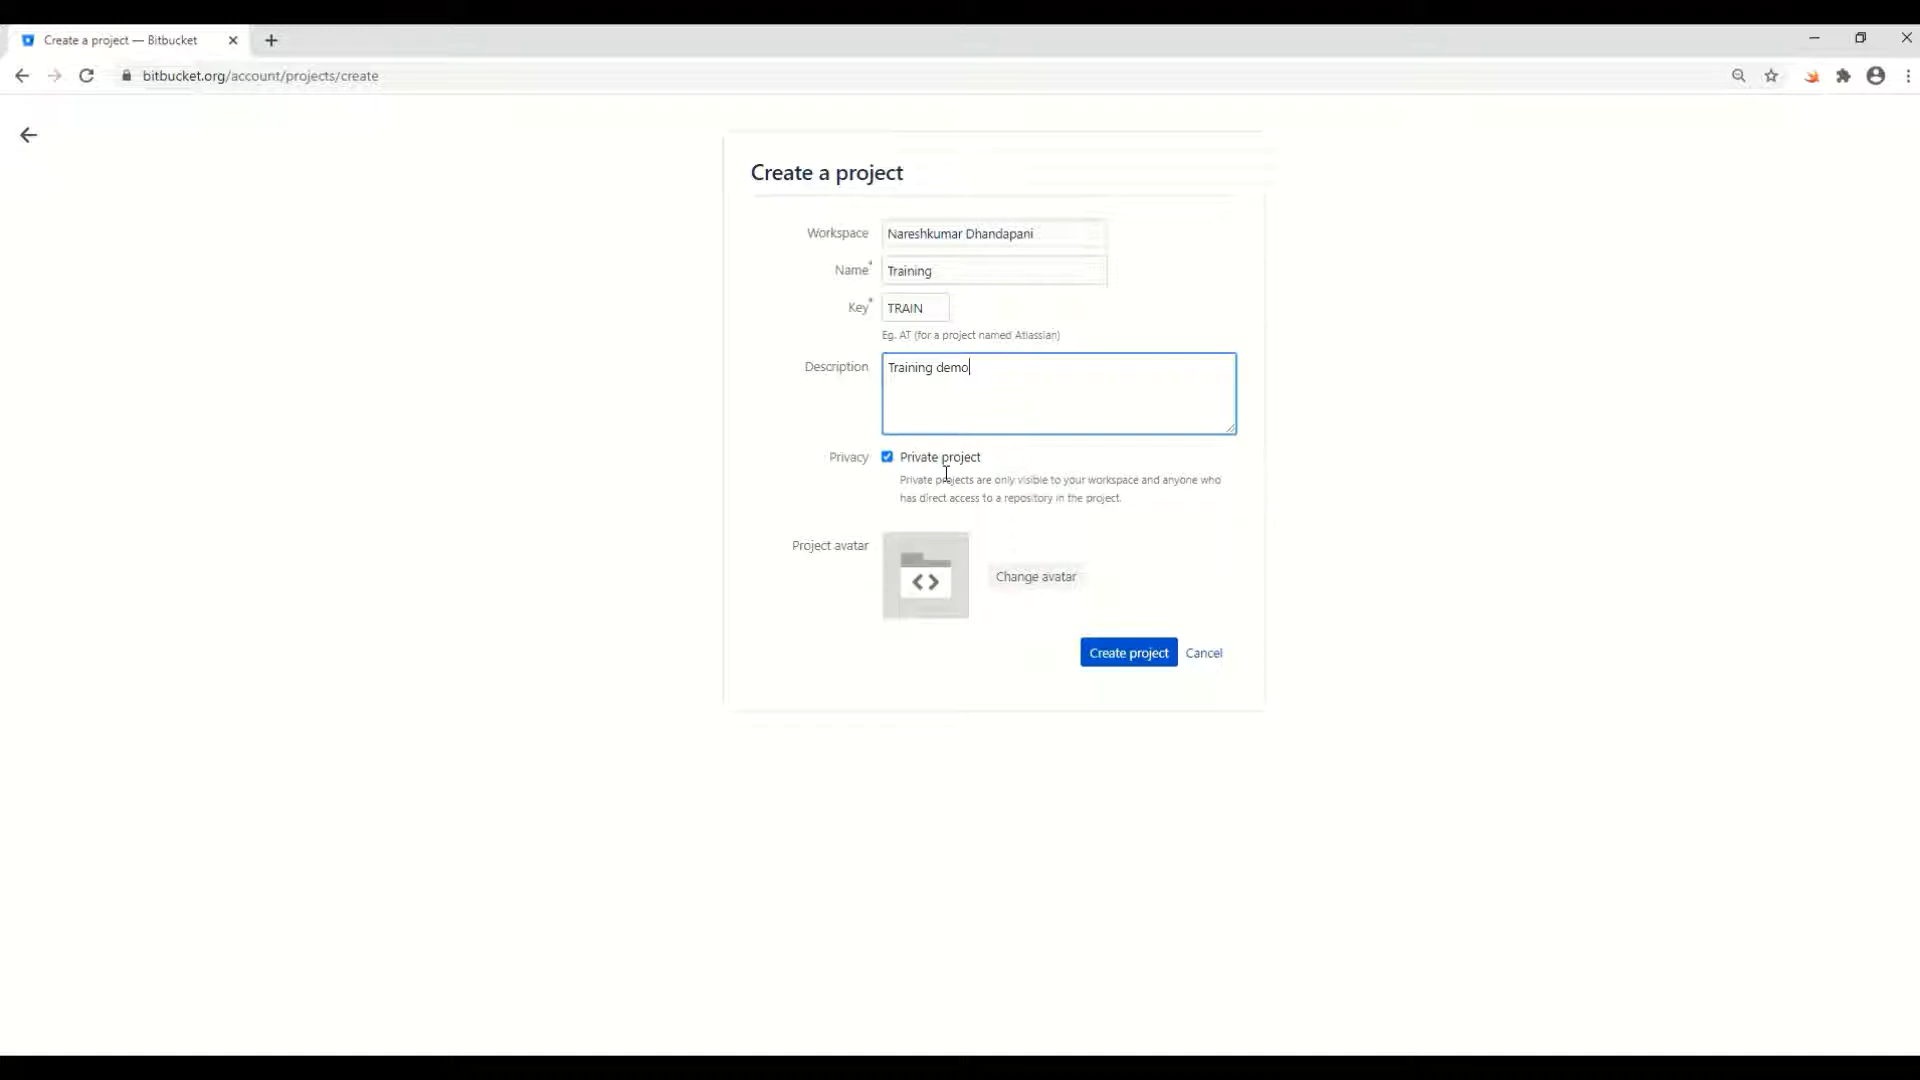 Create a project — Bitbucket
bitbucket.org/account/projects/create
Create a project
Workspace Nareshkumar Dhandapani
Name* Training
Key* TRAIN
Eg. AT (for a project named Atlassian)
Description Training demo
Privacy Private project
Private projects are only visible to your workspace and anyone who
has direct access to a repository in the project.
Project avatar Change avatar
Create project Cancel